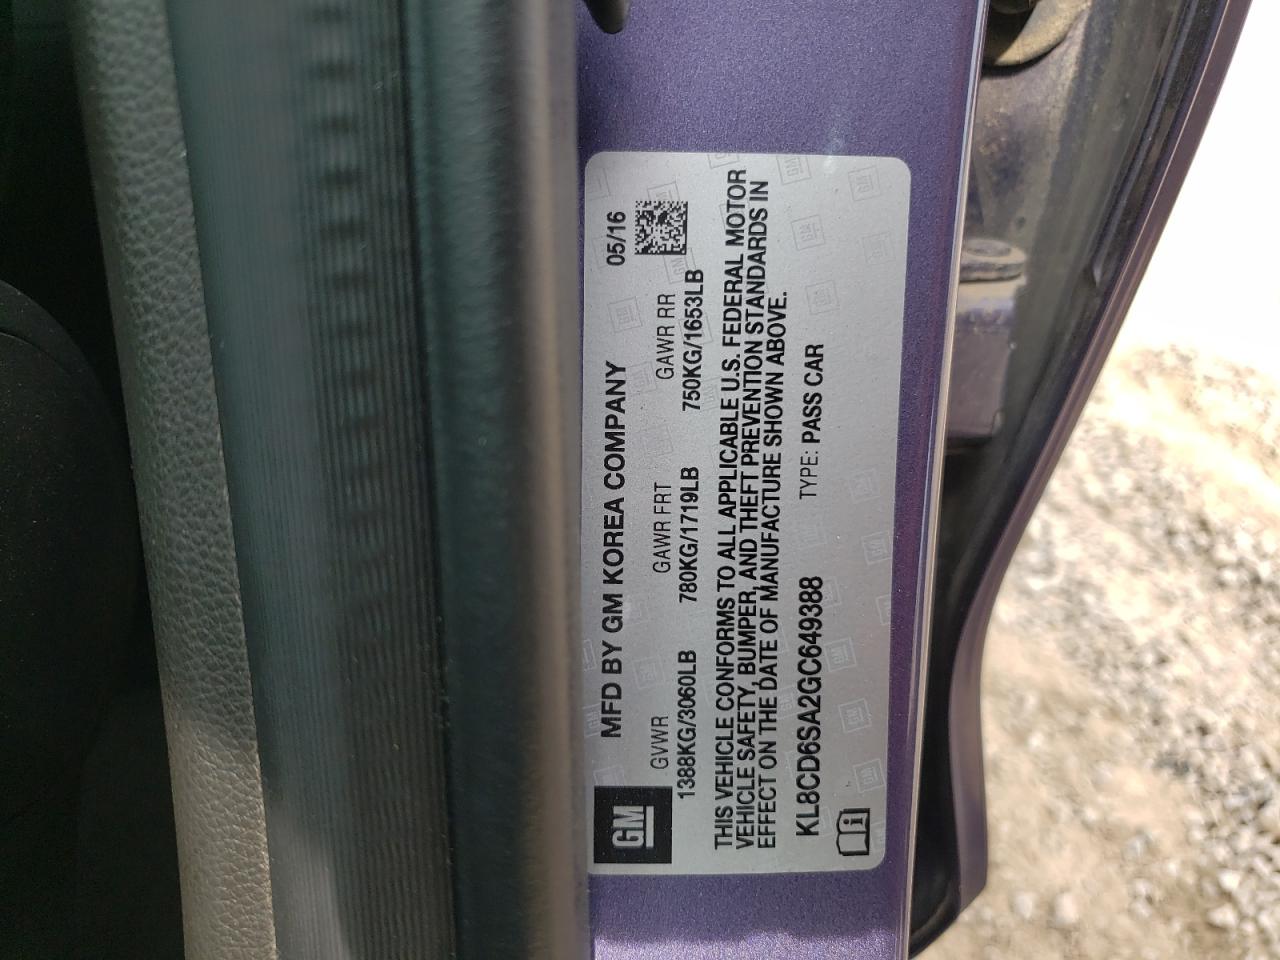 GM
MFD BY GM KOREA COMPANY 05/16
GVWR GAWR FRT GAWR RR
1388KG/3060LB 780KG/1719LB 750KG/1653LB
THIS VEHICLE CONFORMS TO ALL APPLICABLE U.S. FEDERAL MOTOR
VEHICLE SAFETY, BUMPER, AND THEFT PREVENTION STANDARDS IN
EFFECT ON THE DATE OF MANUFACTURE SHOWN ABOVE.
KL8CD6SA2GC649388 TYPE: PASS CAR